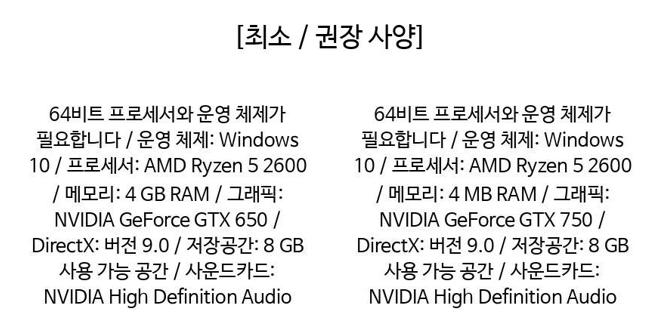 [최소 / 권장 사양]
64비트 프로세서와 운영 체제가
필요합니다 / 운영 체제: Windows
10 / 프로세서: AMD Ryzen 5 2600
/ 메모리: 4 GB RAM / 그래픽:
NVIDIA GeForce GTX 650 /
DirectX: 버전 9.0 / 저장공간: 8 GB
사용 가능 공간 / 사운드카드:
NVIDIA High Definition Audio
64비트 프로세서와 운영 체제가
필요합니다 / 운영 체제: Windows
10 / 프로세서: AMD Ryzen 5 2600
/ 메모리: 4 MB RAM / 그래픽:
NVIDIA GeForce GTX 750 /
DirectX: 버전 9.0 / 저장공간: 8 GB
사용 가능 공간 / 사운드카드:
NVIDIA High Definition Audio